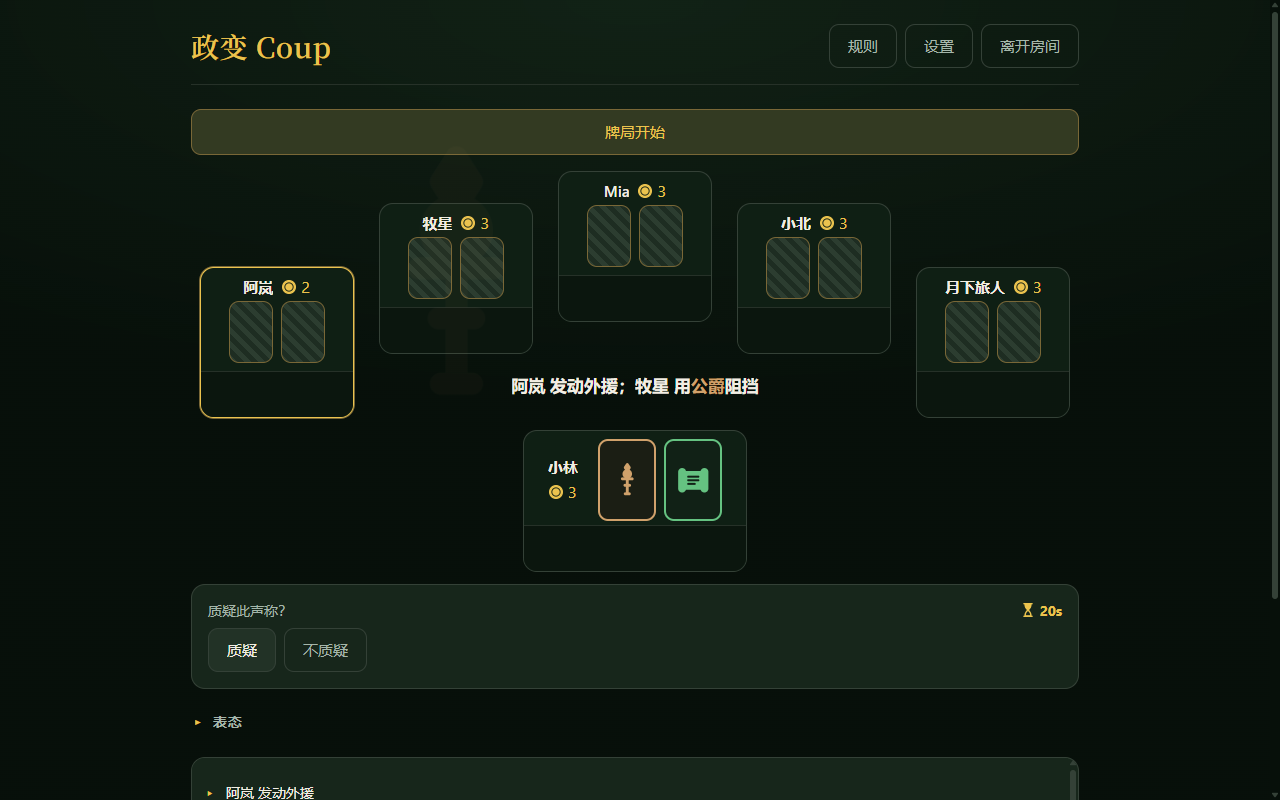 政变 Coup
规则
设置
离开房间
牌局开始
Mia 3
牧星 3
小北 3
阿岚 2
月下旅人 3
阿岚 发动外援；牧星 用公爵阻挡
小林
3
质疑此声称？
20s
质疑
不质疑
表态
阿岚 发动外援